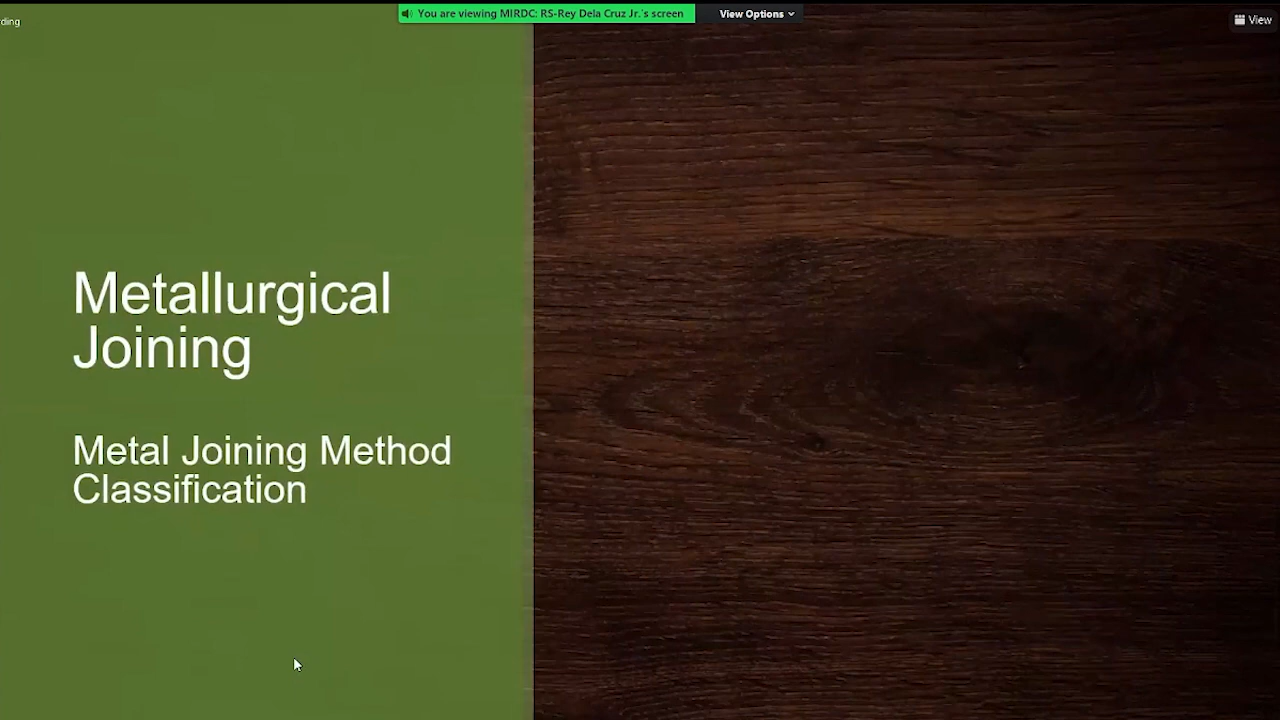 ding
You are viewing MIRDC: RS-Rey Dela Cruz Jr.'s screen
View Options
View
Metallurgical
Joining
Metal Joining Method
Classification